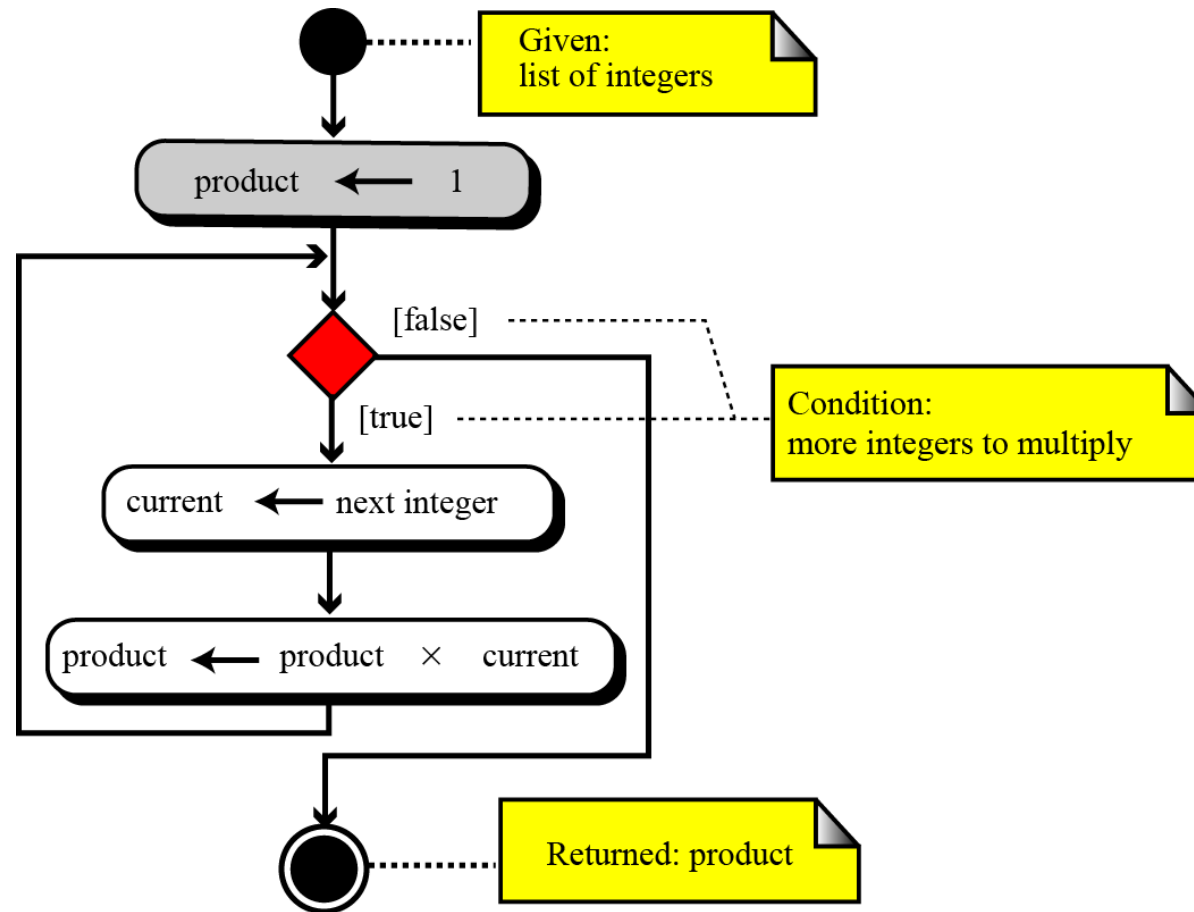 Given:
list of integers
product ← 1
[false]
[true]
Condition:
more integers to multiply
current ← next integer
product ← product × current
Returned: product